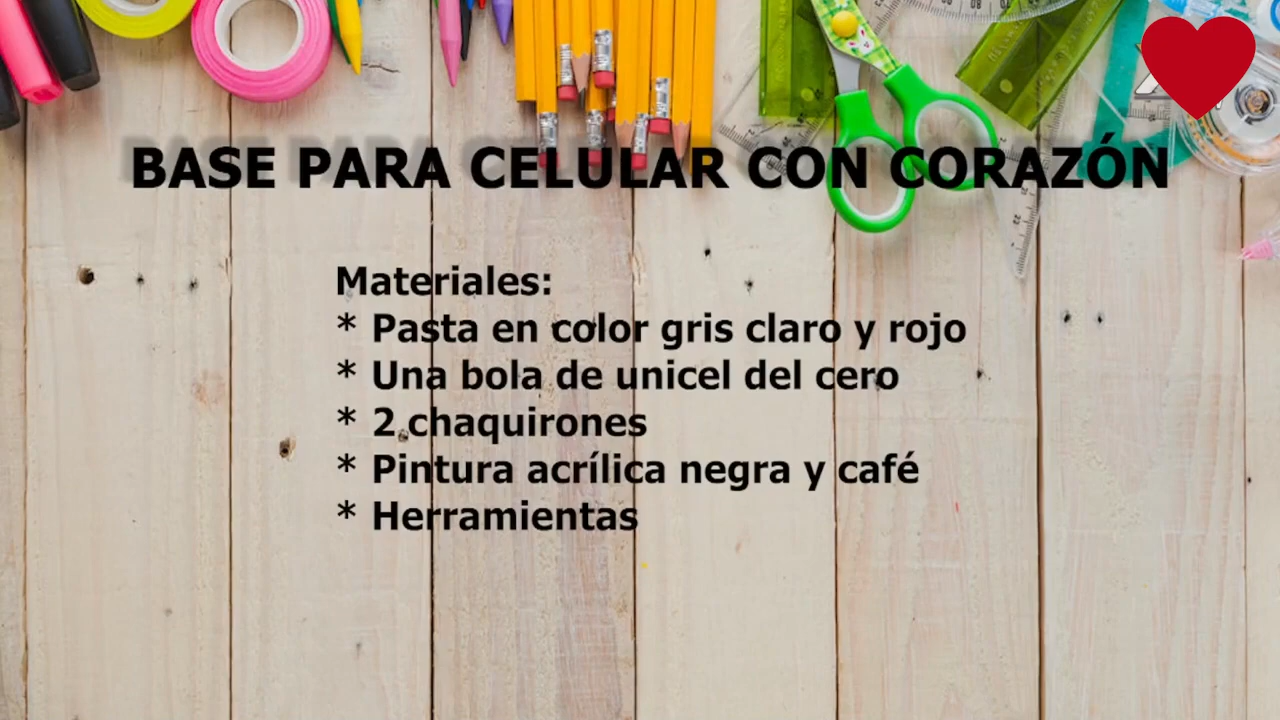 BASE PARA CELULAR CON CORAZÓN
Materiales:
* Pasta en color gris claro y rojo
* Una bola de unicel del cero
* 2 chaquirones
* Pintura acrílica negra y café
* Herramientas